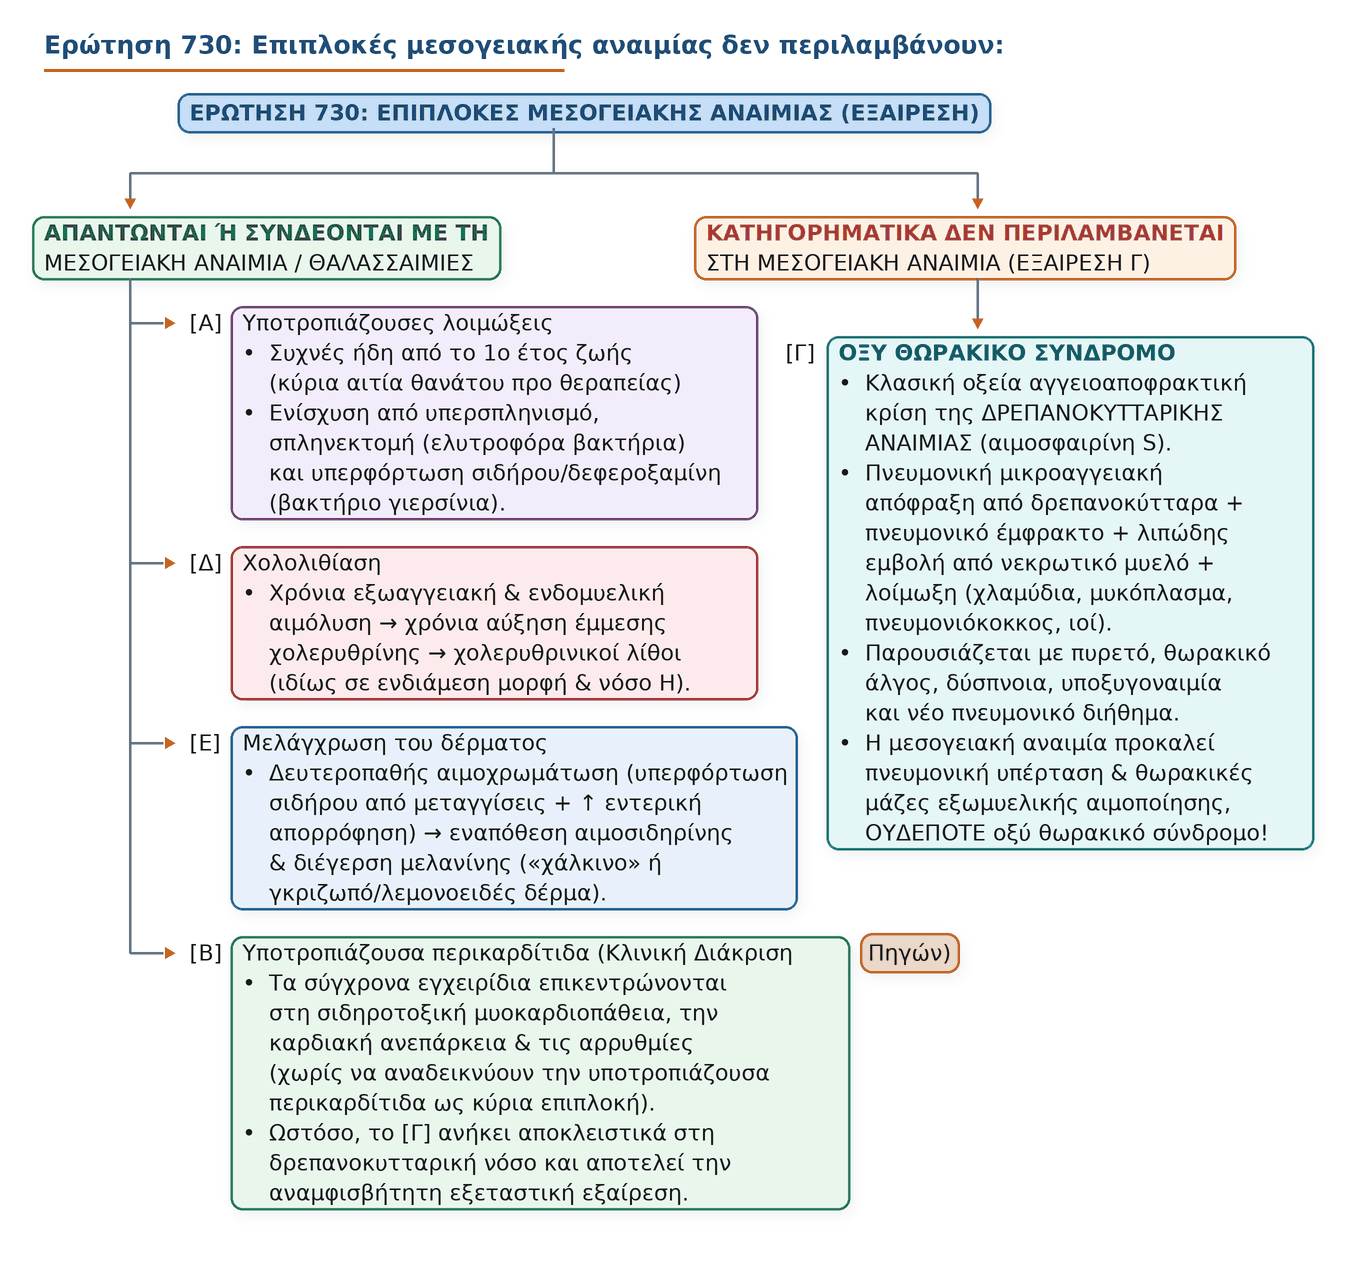 Ερώτηση 730: Επιπλοκές μεσογειακής αναιμίας δεν περιλαμβάνουν:
ΕΡΩΤΗΣΗ 730: ΕΠΙΠΛΟΚΕΣ ΜΕΣΟΓΕΙΑΚΗΣ ΑΝΑΙΜΙΑΣ (ΕΞΑΙΡΕΣΗ)
ΑΠΑΝΤΩΝΤΑΙ Ή ΣΥΝΔΕΟΝΤΑΙ ΜΕ ΤΗ
ΜΕΣΟΓΕΙΑΚΗ ΑΝΑΙΜΙΑ / ΘΑΛΑΣΣΑΙΜΙΕΣ
[Α] Υποτροπιάζουσες λοιμώξεις
• Συχνές ήδη από το 1ο έτος ζωής
(κύρια αιτία θανάτου προ θεραπείας)
• Ενίσχυση από υπερσπληνισμό,
σπληνεκτομή (ελυτροφόρα βακτήρια)
και υπερφόρτωση σιδήρου/δεφεροξαμίνη
(βακτήριο γιερσίνια).
[Δ] Χολολιθίαση
• Χρόνια εξωαγγειακή & ενδομυελική
αιμόλυση → χρόνια αύξηση έμμεσης
χολερυθρίνης → χολερυθρινικοί λίθοι
(ιδίως σε ενδιάμεση μορφή & νόσο Η).
[Ε] Μελάγχρωση του δέρματος
• Δευτεροπαθής αιμοχρωμάτωση (υπερφόρτωση
σιδήρου από μεταγγίσεις + ↑ εντερική
απορρόφηση) → εναπόθεση αιμοσιδηρίνης
& διέγερση μελανίνης («χάλκινο» ή
γκριζωπό/λεμονοειδές δέρμα).
[Β] Υποτροπιάζουσα περικαρδίτιδα (Κλινική Διάκριση Πηγών)
• Τα σύγχρονα εγχειρίδια επικεντρώνονται
στη σιδηροτοξική μυοκαρδιοπάθεια, την
καρδιακή ανεπάρκεια & τις αρρυθμίες
(χωρίς να αναδεικνύουν την υποτροπιάζουσα
περικαρδίτιδα ως κύρια επιπλοκή).
• Ωστόσο, το [Γ] ανήκει αποκλειστικά στη
δρεπανοκυτταρική νόσο και αποτελεί την
αναμφισβήτητη εξεταστική εξαίρεση.
ΚΑΤΗΓΟΡΗΜΑΤΙΚΑ ΔΕΝ ΠΕΡΙΛΑΜΒΑΝΕΤΑΙ
ΣΤΗ ΜΕΣΟΓΕΙΑΚΗ ΑΝΑΙΜΙΑ (ΕΞΑΙΡΕΣΗ Γ)
[Γ] ΟΞΥ ΘΩΡΑΚΙΚΟ ΣΥΝΔΡΟΜΟ
• Κλασική οξεία αγγειοαποφρακτική
κρίση της ΔΡΕΠΑΝΟΚΥΤΤΑΡΙΚΗΣ
ΑΝΑΙΜΙΑΣ (αιμοσφαιρίνη S).
• Πνευμονική μικροαγγειακή
απόφραξη από δρεπανοκύτταρα +
πνευμονικό έμφρακτο + λιπώδης
εμβολή από νεκρωτικό μυελό +
λοίμωξη (χλαμύδια, μυκόπλασμα,
πνευμονιόκοκκος, ιοί).
• Παρουσιάζεται με πυρετό, θωρακικό
άλγος, δύσπνοια, υποξυγοναιμία
και νέο πνευμονικό διήθημα.
• Η μεσογειακή αναιμία προκαλεί
πνευμονική υπέρταση & θωρακικές
μάζες εξωμυελικής αιμοποίησης,
ΟΥΔΕΠΟΤΕ οξύ θωρακικό σύνδρομο!